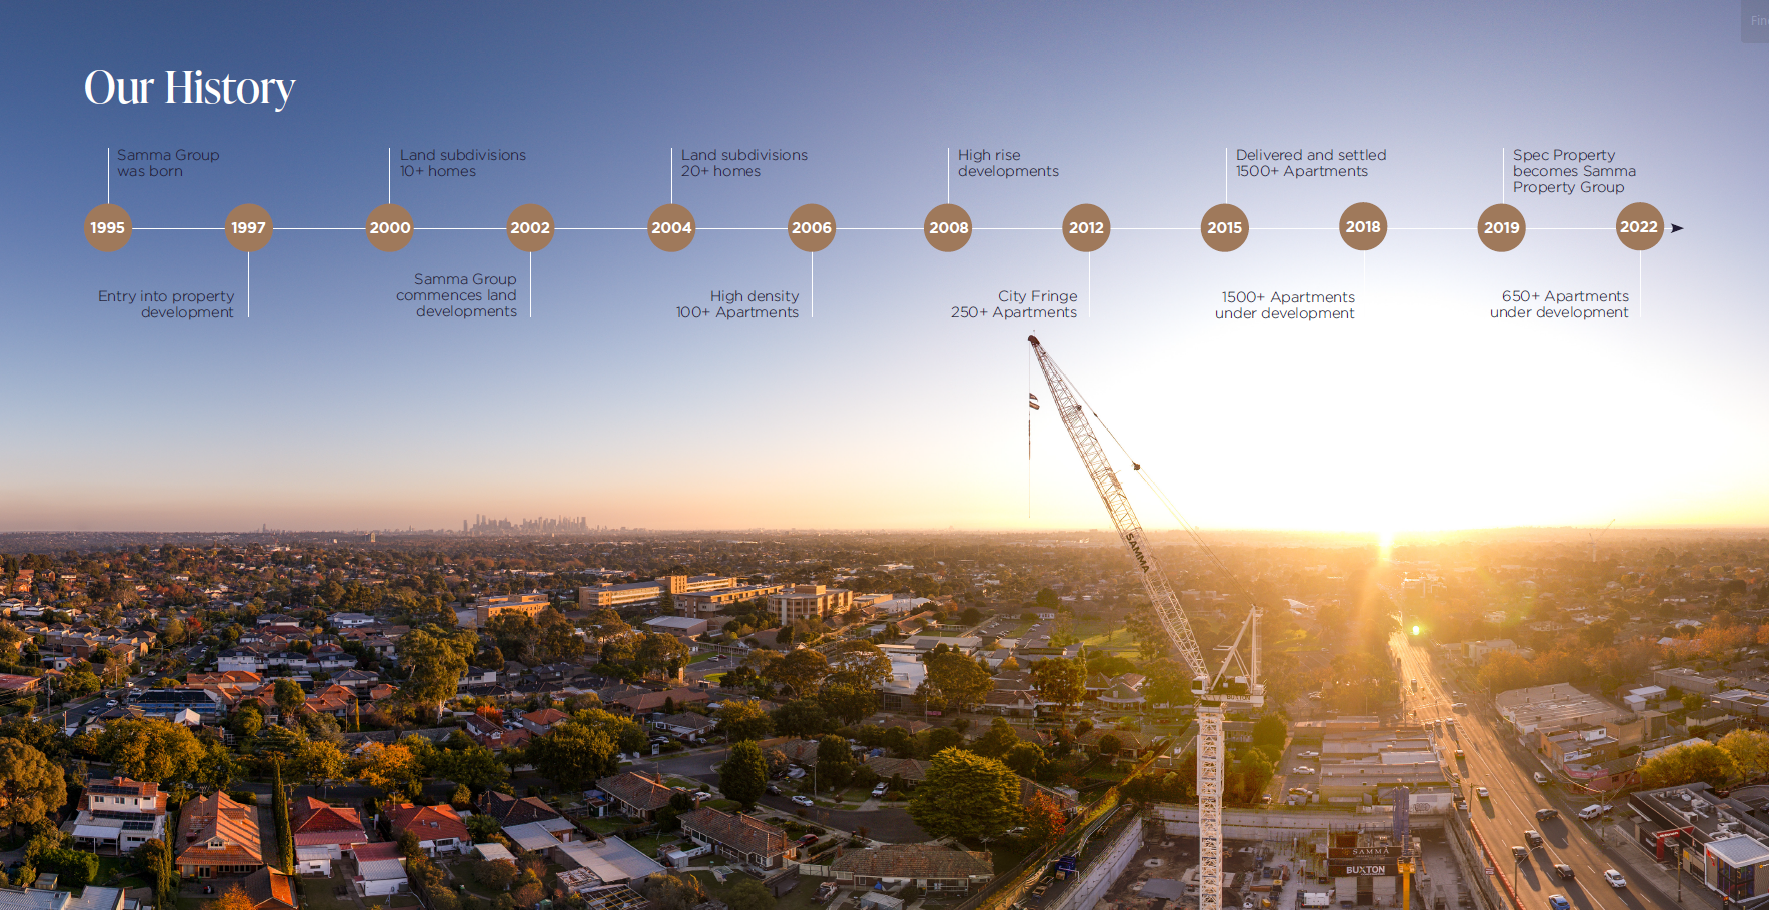 Our History
Samma Group
was born
Land subdivisions
10+ homes
Land subdivisions
20+ homes
High rise
developments
Delivered and settled
1500+ Apartments
Spec Property
becomes Samma
Property Group
1995
1997
2000
2002
2004
2006
2008
2012
2015
2018
2019
2022
Entry into property
development
Samma Group
commences land
developments
High density
100+ Apartments
City Fringe
250+ Apartments
1500+ Apartments
under development
650+ Apartments
under development
SAMMA
SAMMA
BUXTON